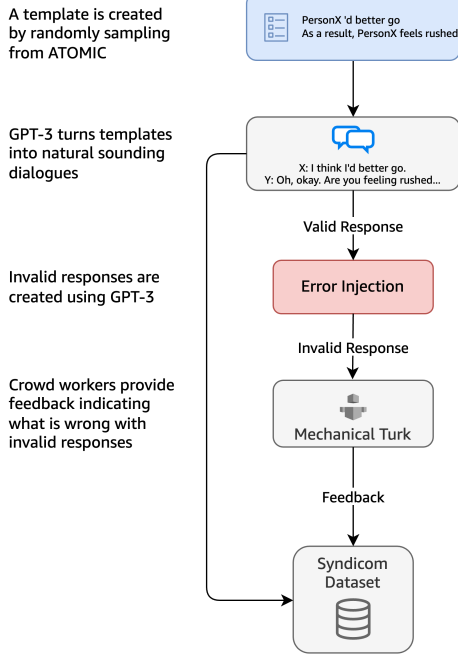 A template is created
by randomly sampling
from ATOMIC
PersonX 'd better go
As a result, PersonX feels rushed
GPT-3 turns templates
into natural sounding
dialogues
X: I think I'd better go.
Y: Oh, okay. Are you feeling rushed...
Valid Response
Invalid responses are
created using GPT-3
Error Injection
Invalid Response
Crowd workers provide
feedback indicating
what is wrong with
invalid responses
Mechanical Turk
Feedback
Syndicom
Dataset